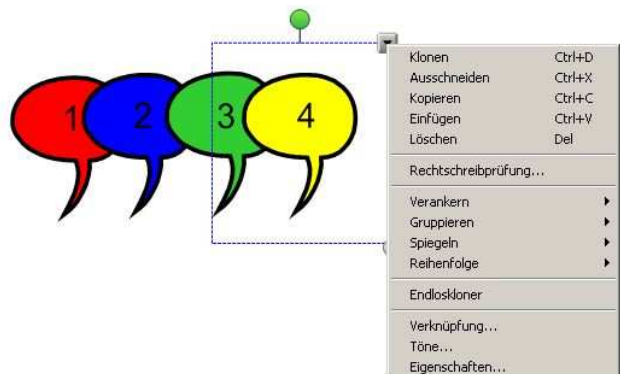 1 2 3 4
Klonen Ctrl+D
Ausschneiden Ctrl+X
Kopieren Ctrl+C
Einfügen Ctrl+V
Löschen Del
Rechtschreibprüfung...
Verankern
Gruppieren
Spiegeln
Reihenfolge
Endloskloner
Verknüpfung...
Töne...
Eigenschaften...